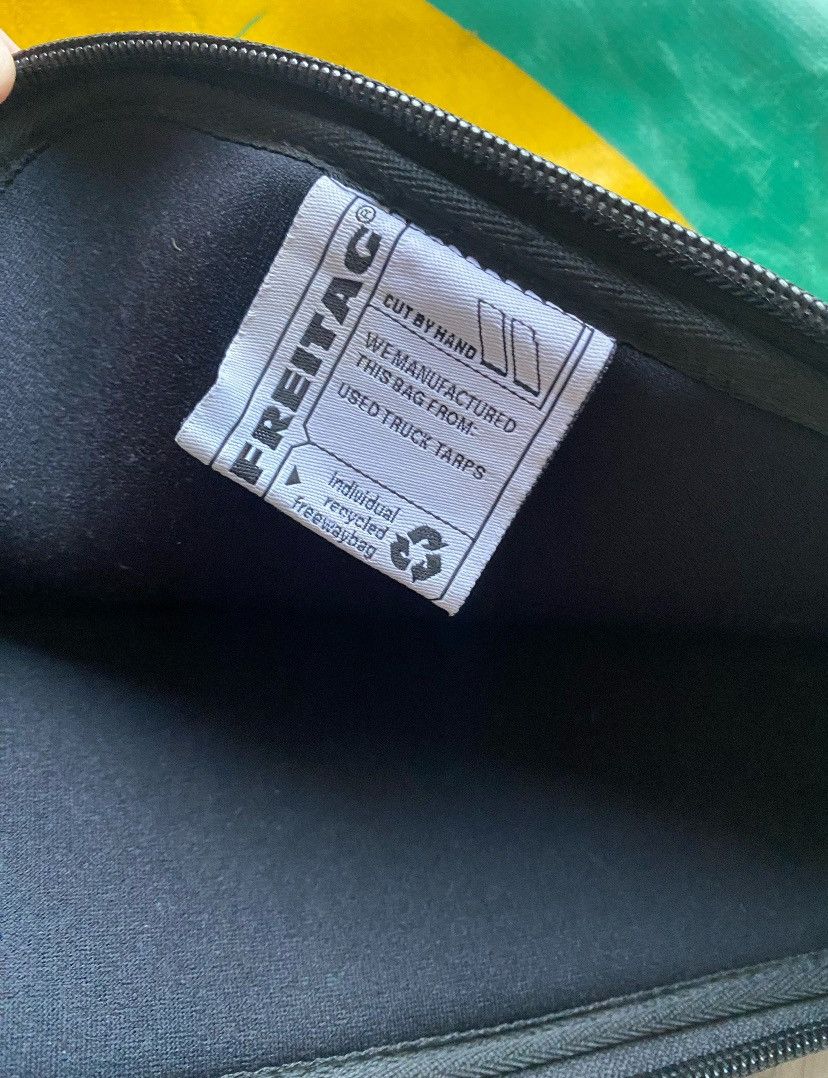 FREITAG®
CUT BY HAND
WE MANUFACTURED
THIS BAG FROM:
USED TRUCK TARPS
Individual
recycled
freewaybag